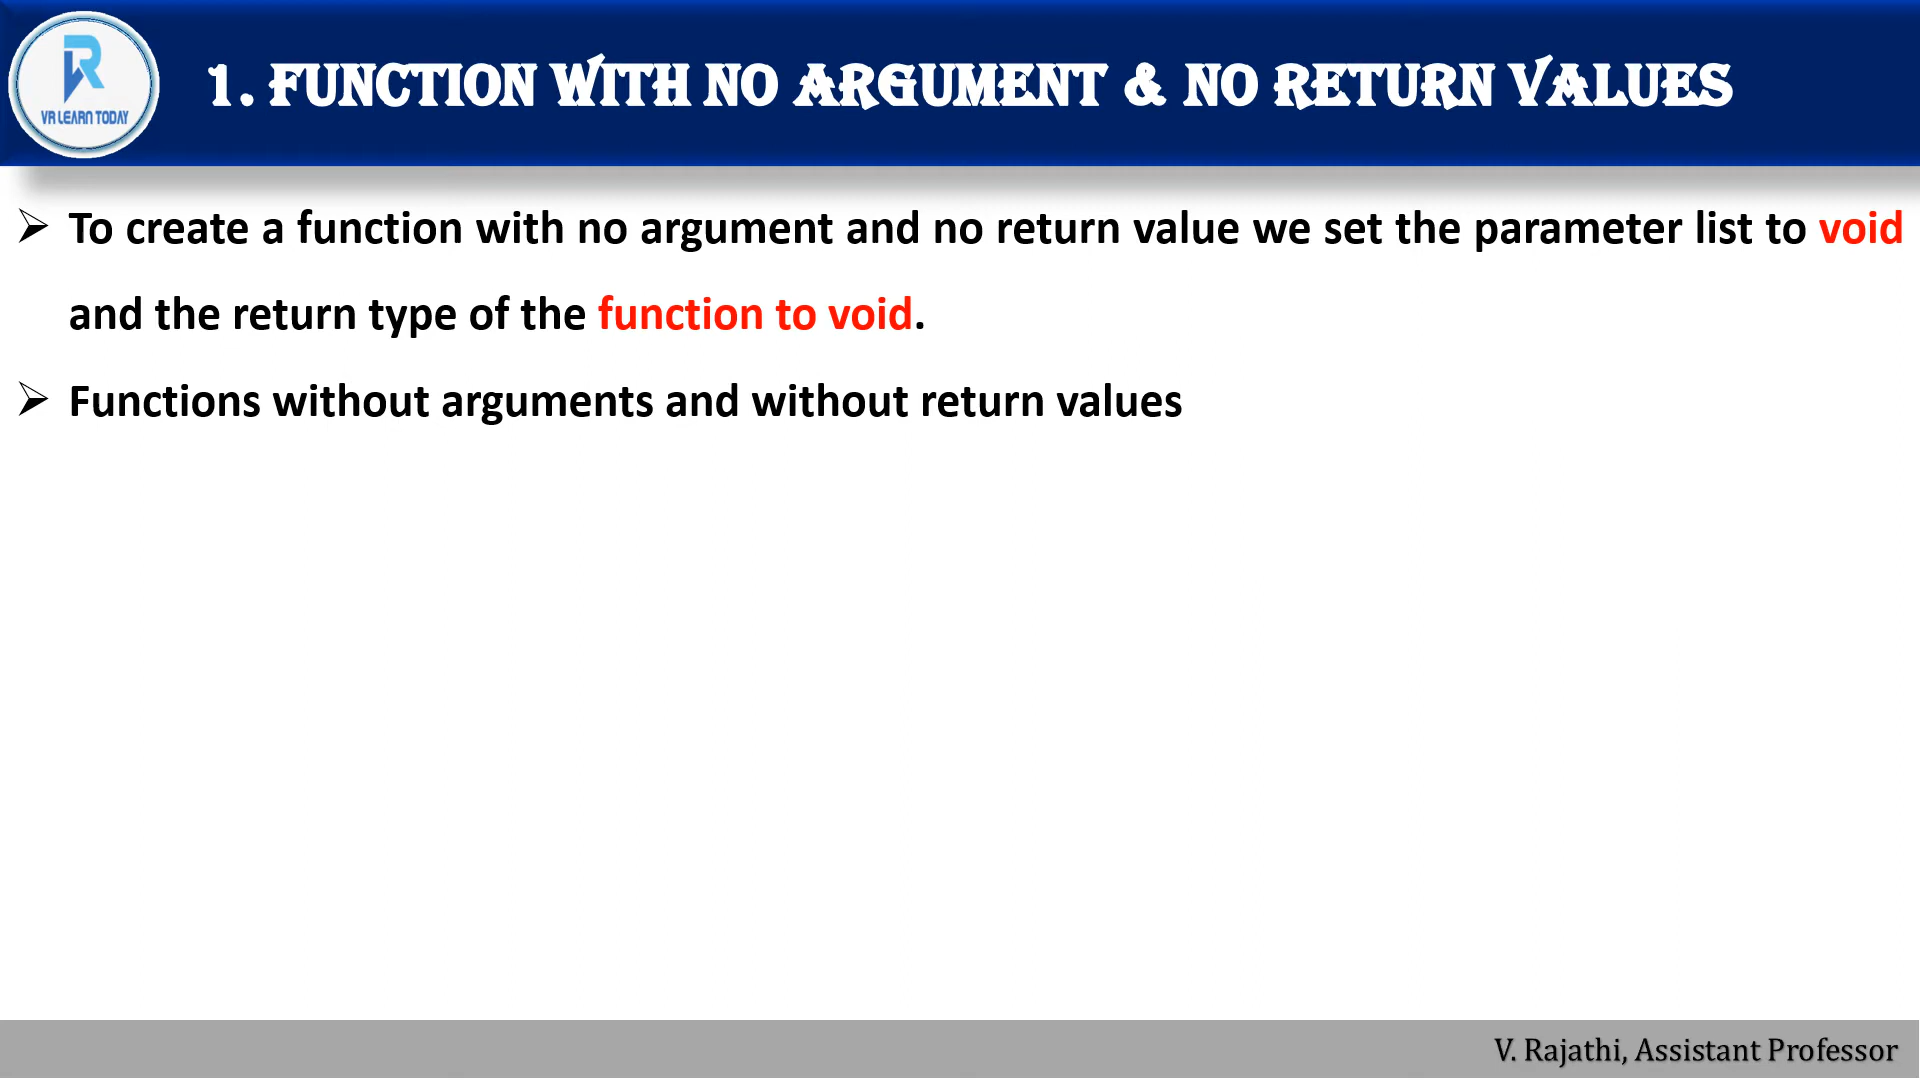 VR LEARN TODAY
1. FUNCTION WITH NO ARGUMENT & NO RETURN VALUES
➢ To create a function with no argument and no return value we set the parameter list to void
and the return type of the function to void.
➢ Functions without arguments and without return values
V. Rajathi, Assistant Professor